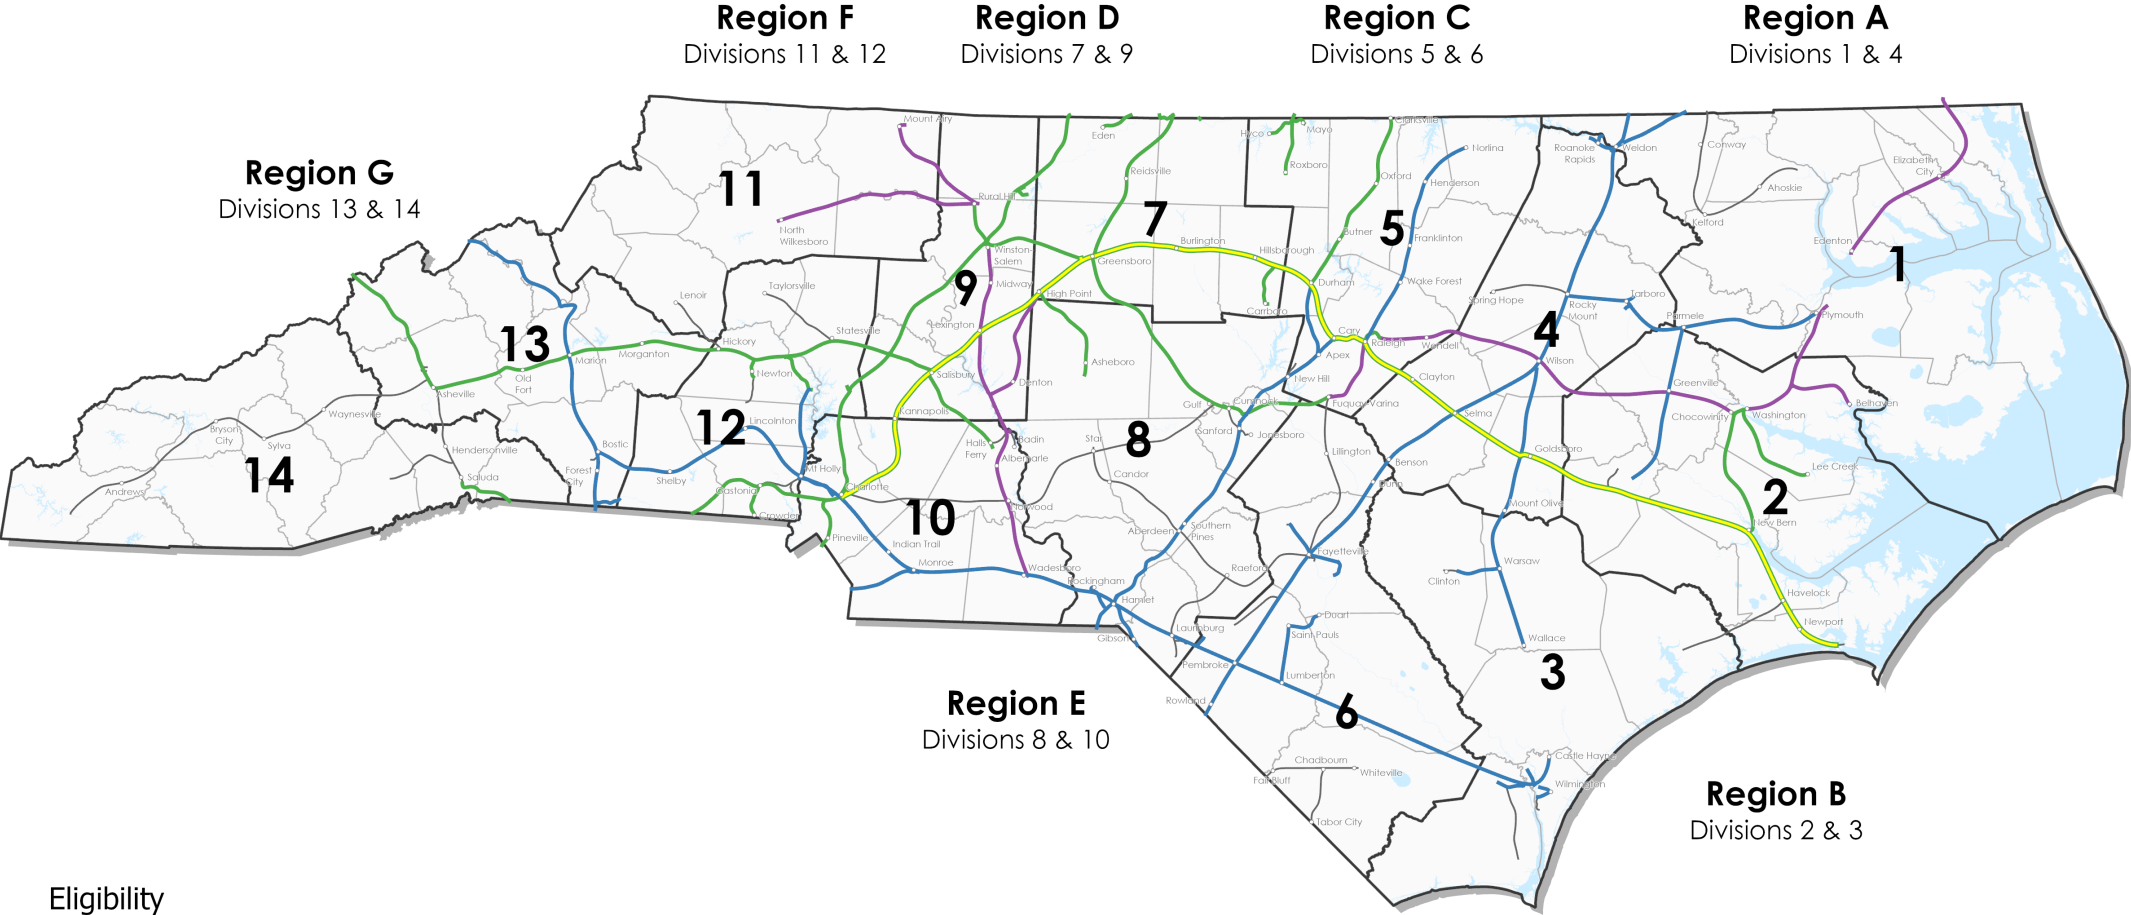 Region F
Divisions 11 & 12
Region D
Divisions 7 & 9
Region C
Divisions 5 & 6
Region A
Divisions 1 & 4
Region G
Divisions 13 & 14
Mount Airy
Eden
Hyco
Mayo
Clarksville
Norlina
Roanoke
Rapids
Weldon
Conway
Elizabeth
City
Roxboro
Reidsville
Oxford
Henderson
Ahoskie
11
Rural Hall
7
5
Kelford
North
Wilkesboro
Butner
Franklinton
Edenton
Burlington
Hillsborough
Winston-
Salem
Greensboro
1
9
Midway
High Point
Durham
Wake Forest
Lenoir
Taylorsville
Spring Hope
Rocky
Mount
Tarboro
Carrboro
Parmele
Plymouth
13
Hickory
Statesville
Lexington
4
Cary
Raleigh
Wendell
Marion
Morganton
Apex
Wilson
Asheboro
Old
Fort
Newton
Salisbury
Denton
New Hill
Clayton
Greenville
Asheville
Gulf
Cumnock
Fuquay-Varina
Belhaven
Waynesville
Kannapolis
Selma
Chocowinity
Washington
Bryson
City
12
Lincolnton
8
Sanford
Jonesboro
Sylva
Bostic
Halls
Ferry
Badin
Star
Hendersonville
Albemarle
Lillington
Goldsboro
14
Forest
City
Mt Holly
Candor
Benson
Lee Creek
Saluda
Shelby
Andrews
Gastonia
Charlotte
Dunn
2
Norwood
Mount Olive
Crowders
10
New Bern
Pineville
Indian Trail
Aberdeen
Southern
Pines
Fayetteville
Monroe
Wadesboro
Raeford
Warsaw
Clinton
Rockingham
Hamlet
Havelock
Duart
Newport
Gibson
Laurinburg
Saint Pauls
Wallace
Pembroke
3
Lumberton
Region E
Divisions 8 & 10
Rowland
6
Castle Hayne
Chadbourn
Fair Bluff
Whiteville
Wilmington
Region B
Divisions 2 & 3
Tabor City
Eligibility